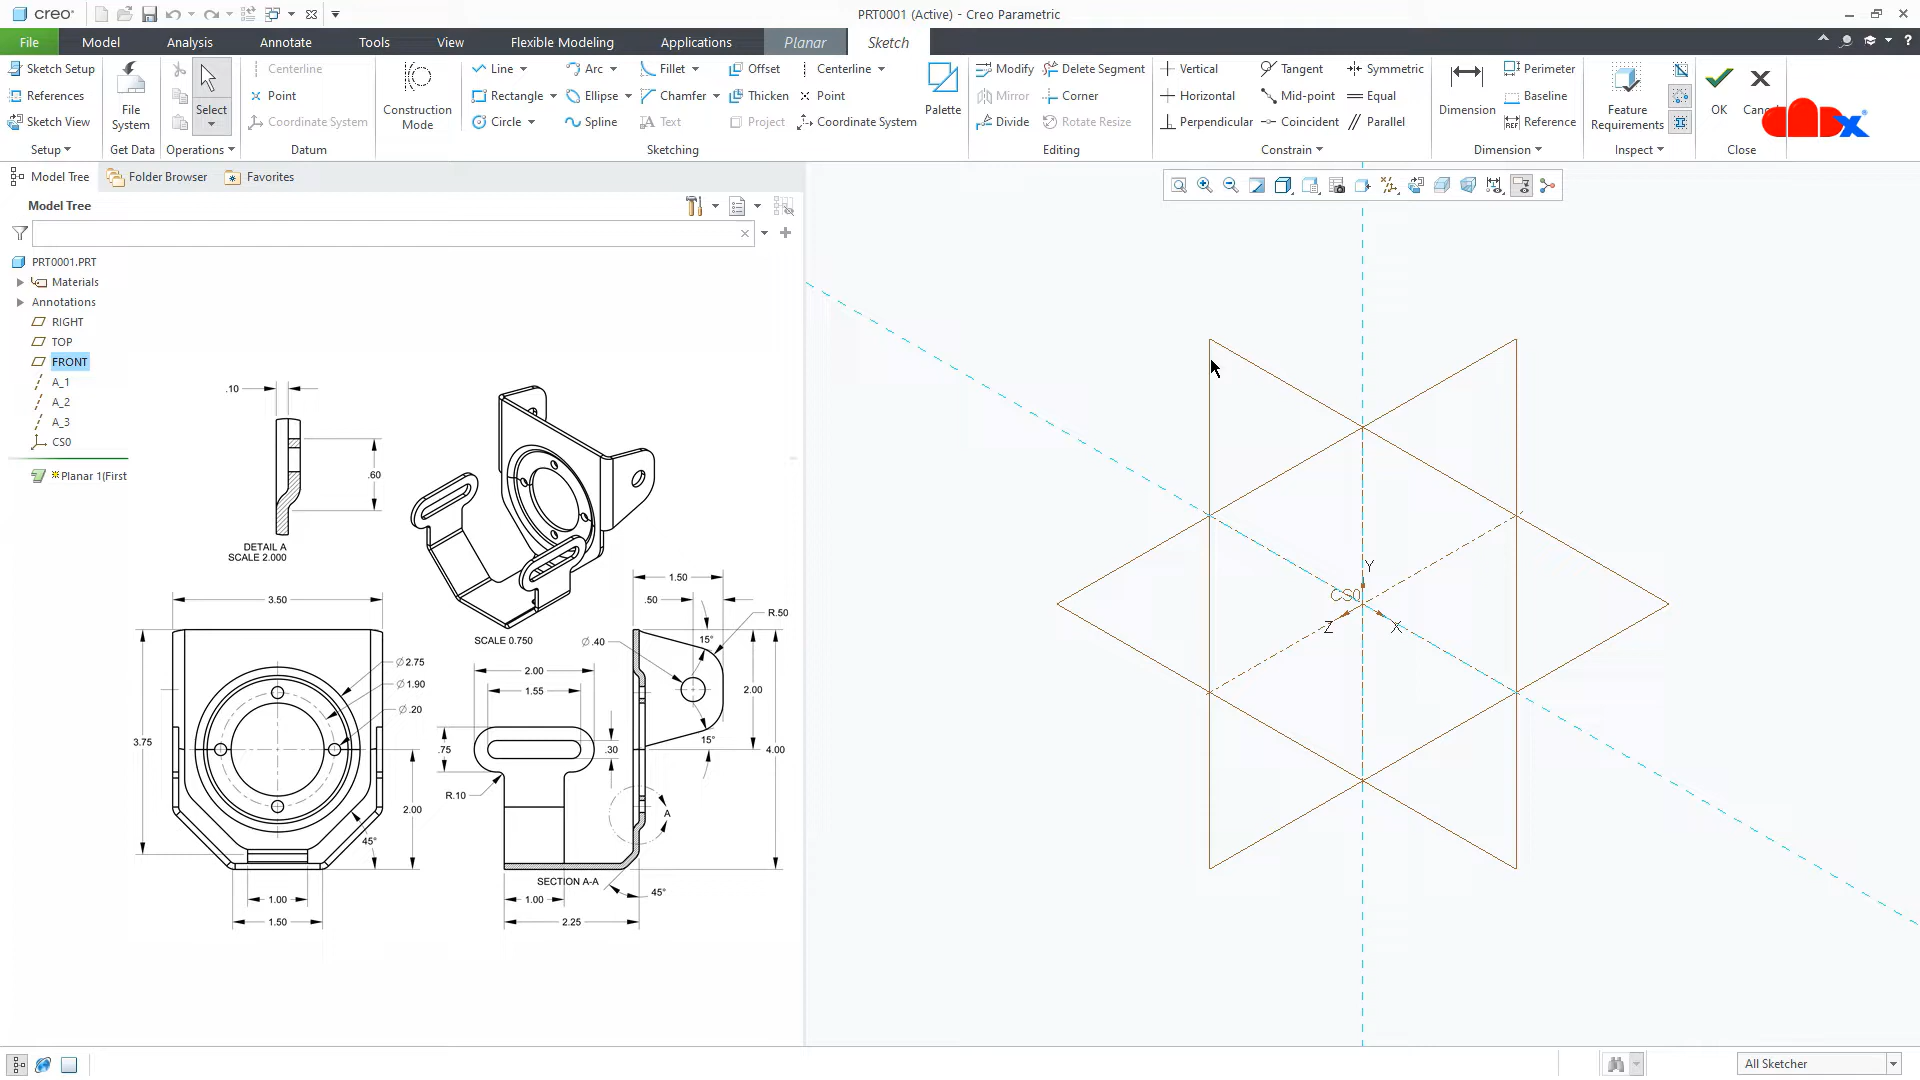 creo®
PRT0001 (Active) - Creo Parametric
File
Model
Analysis
Annotate
Tools
View
Flexible Modeling
Applications
Planar
Sketch
Sketch Setup
References
Sketch View
Setup
File System
Get Data
Select
Operations
Centerline
Point
Coordinate System
Datum
Construction Mode
Line
Rectangle
Circle
Arc
Ellipse
Spline
Fillet
Chamfer
Text
Offset
Thicken
Project
Centerline
Point
Coordinate System
Palette
Sketching
Modify
Mirror
Divide
Delete Segment
Corner
Rotate Resize
Editing
Vertical
Horizontal
Perpendicular
Tangent
Mid-point
Coincident
Symmetric
Equal
Parallel
Constrain
Dimension
Perimeter
Baseline
Reference
Dimension
Feature Requirements
Inspect
OK
Close
Model Tree
Folder Browser
Favorites
Model Tree
PRT0001.PRT
Materials
Annotations
RIGHT
TOP
FRONT
A_1
A_2
A_3
CS0
Planar 1(First
.10
.60
DETAIL A
SCALE 2.000
SCALE 0.750
3.50
3.75
Ø2.75
Ø1.90
Ø.20
2.00
45°
1.00
1.50
1.50
.50
R.50
15°
Ø.40
2.00
1.55
2.00
.75
.30
15°
4.00
R.10
A
SECTION A-A
45°
1.00
2.25
Y
CS0
Z
X
All Sketcher